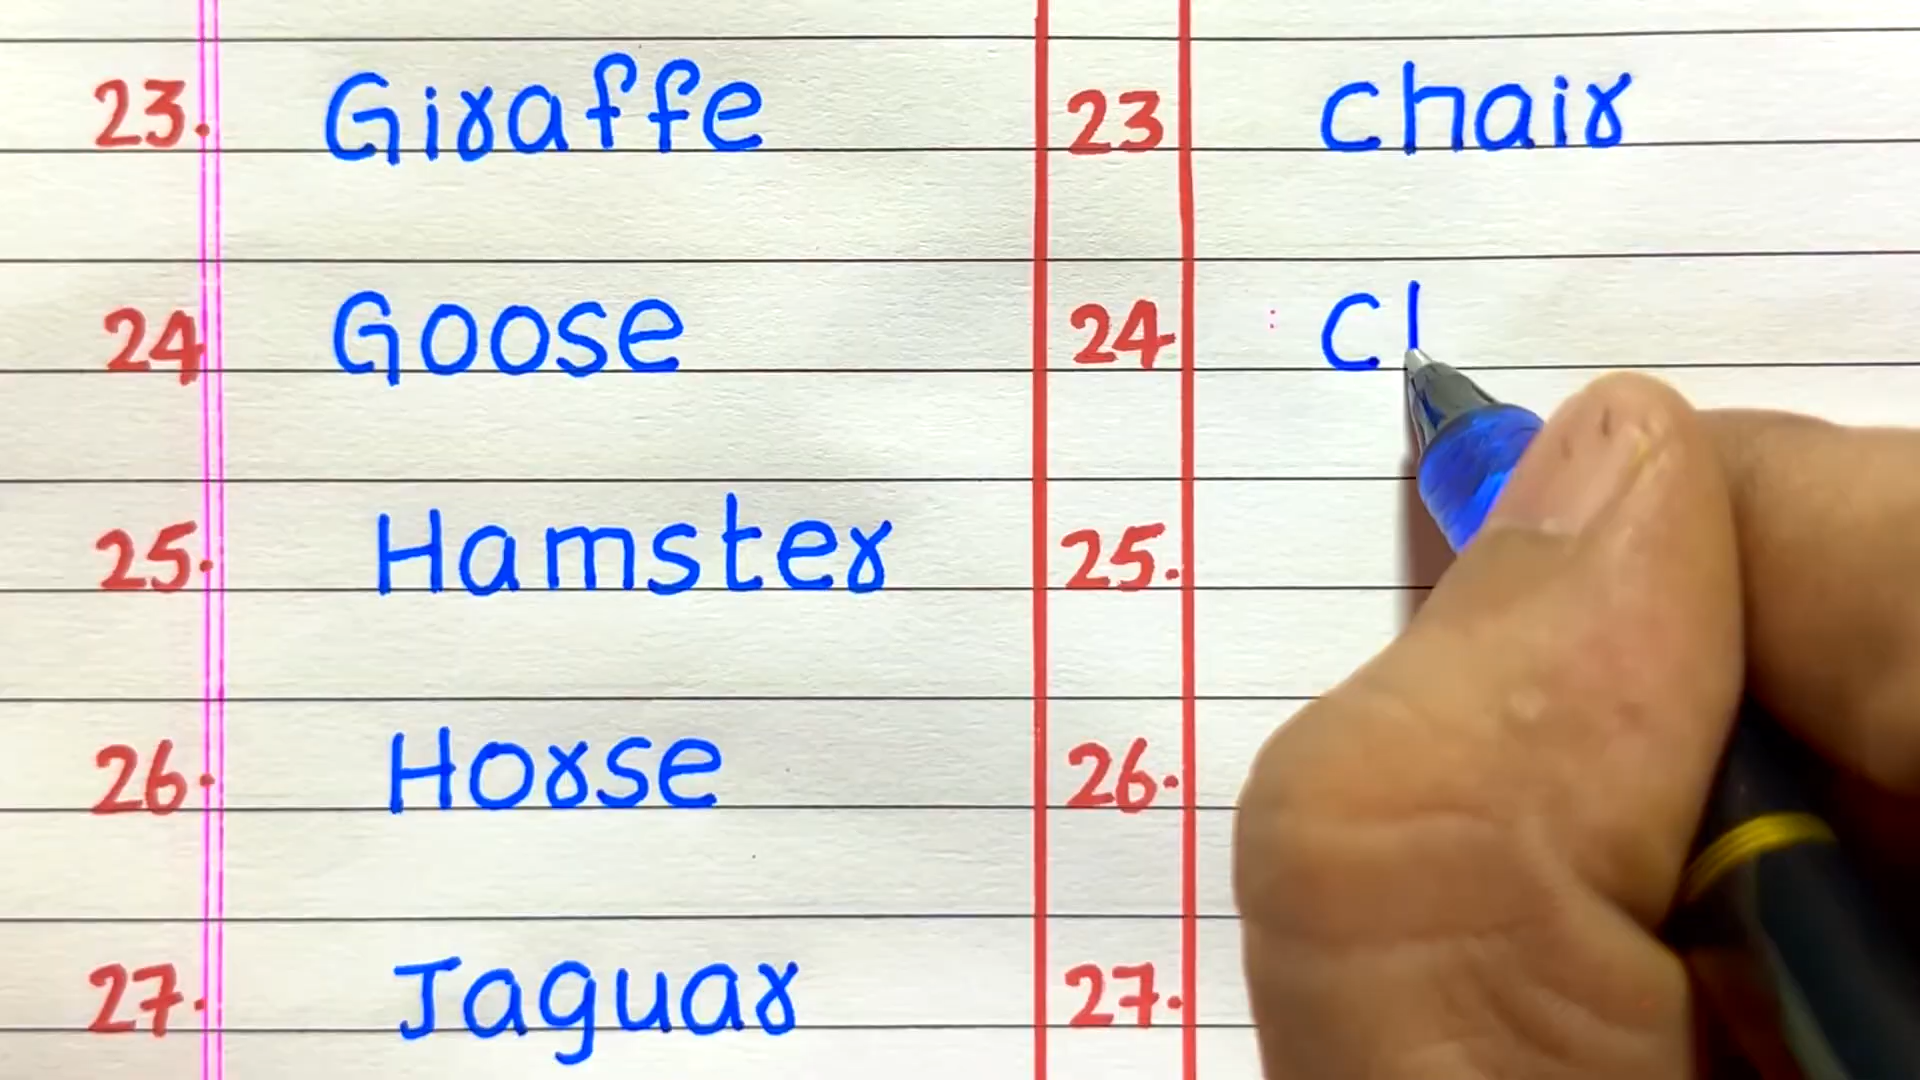 23. Giraffe 23 chair
24 Goose 24. Cl
25. Hamster 25.
26. Horse 26.
27. Jaguar 27.